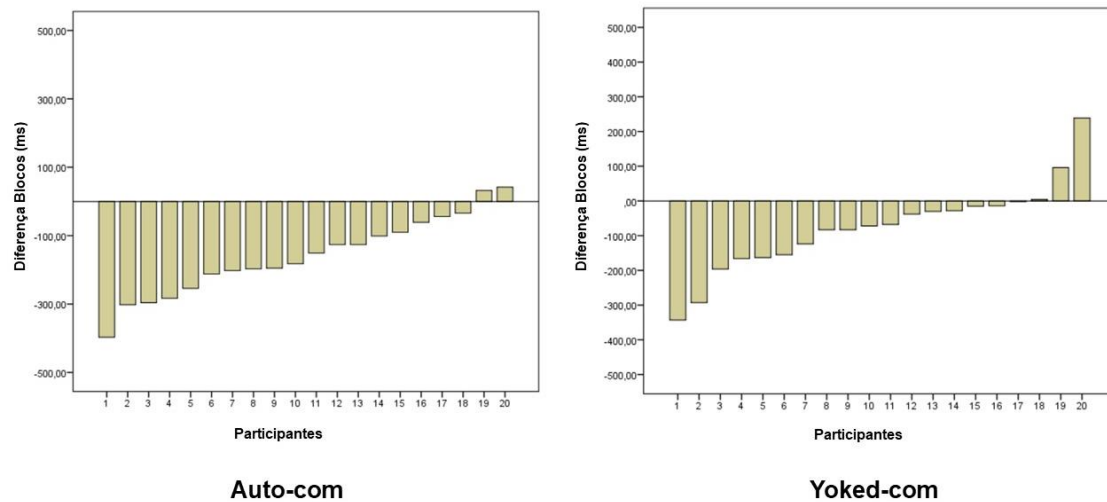 Diferença Blocos (ms)
500,00
300,00
100,00
-100,00
-300,00
-500,00
1 2 3 4 5 6 7 8 9 10 11 12 13 14 15 16 17 18 19 20
Participantes
Auto-com
Diferença Blocos (ms)
500,00
400,00
300,00
200,00
100,00
,00
-100,00
-200,00
-300,00
-400,00
-500,00
1 2 3 4 5 6 7 8 9 10 11 12 13 14 15 16 17 18 19 20
Participantes
Yoked-com